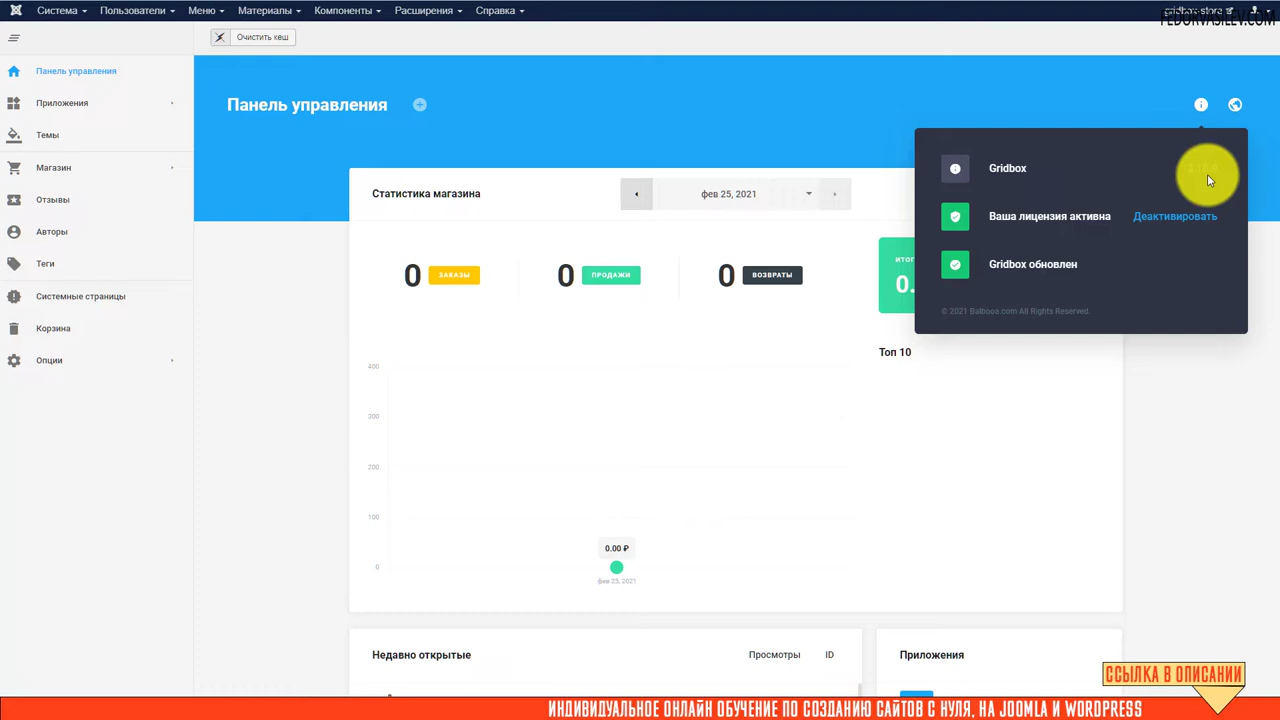 Система Пользователи Меню Материалы Компоненты Расширения Справка
FEDORVASILEV.COM
Очистить кеш
Панель управления
Приложения
Темы
Магазин
Отзывы
Авторы
Теги
Системные страницы
Корзина
Опции
Панель управления
Gridbox
Ваша лицензия активна Деактивировать
Gridbox обновлен
© 2021 Balbooa.com All Rights Reserved.
Статистика магазина
фев 25, 2021
0 ЗАКАЗЫ 0 ПРОДАЖИ 0 ВОЗВРАТЫ
0.
Топ 10
400
300
200
100
0
0.00 ₽
фев 25, 2021
Недавно открытые Просмотры ID
Приложения
ССЫЛКА В ОПИСАНИИ
ИНДИВИДУАЛЬНОЕ ОНЛАЙН ОБУЧЕНИЕ ПО СОЗДАНИЮ САЙТОВ С НУЛЯ, НА JOOMLA И WORDPRESS